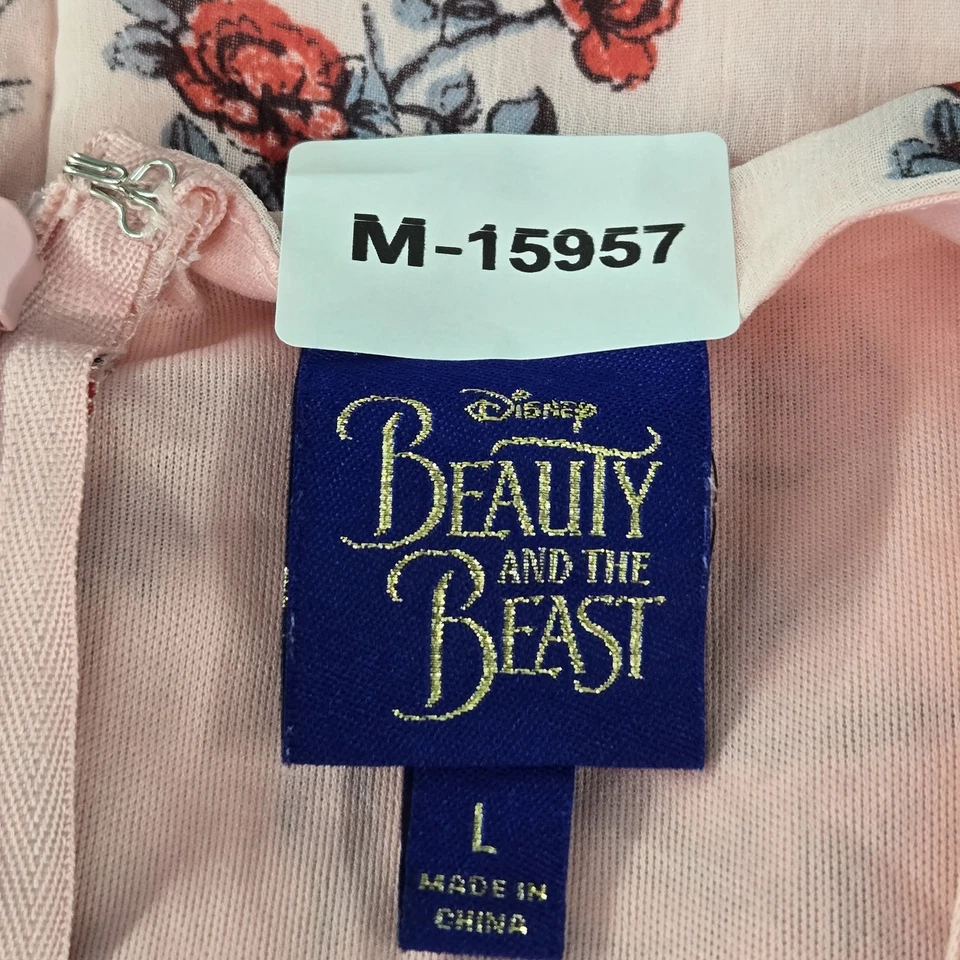 M-15957
Disney
BEAUTY
AND THE
BEAST
L
MADE IN
CHINA